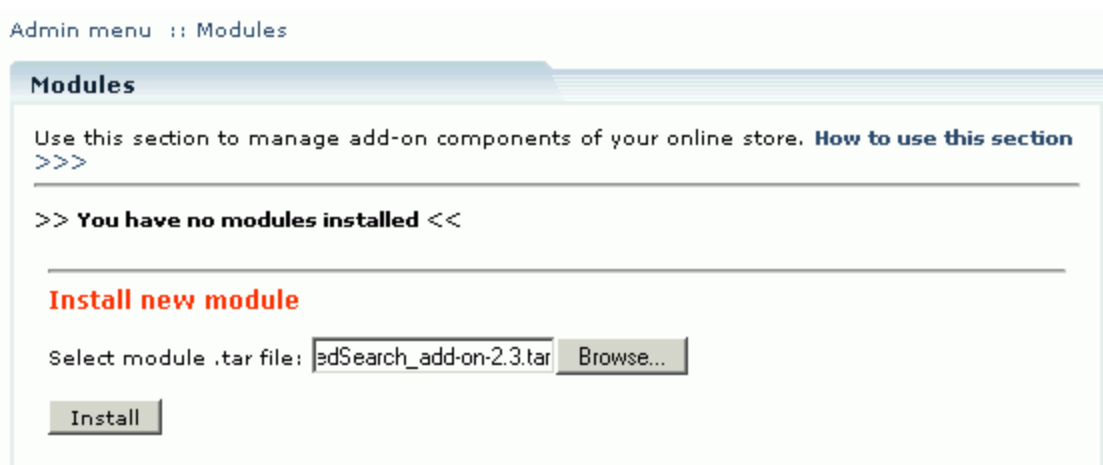 Admin menu :: Modules
Modules
Use this section to manage add-on components of your online store. How to use this section
>>>
>> You have no modules installed <<
Install new module
Select module .tar file: edSearch_add-on-2.3.tar Browse...
Install